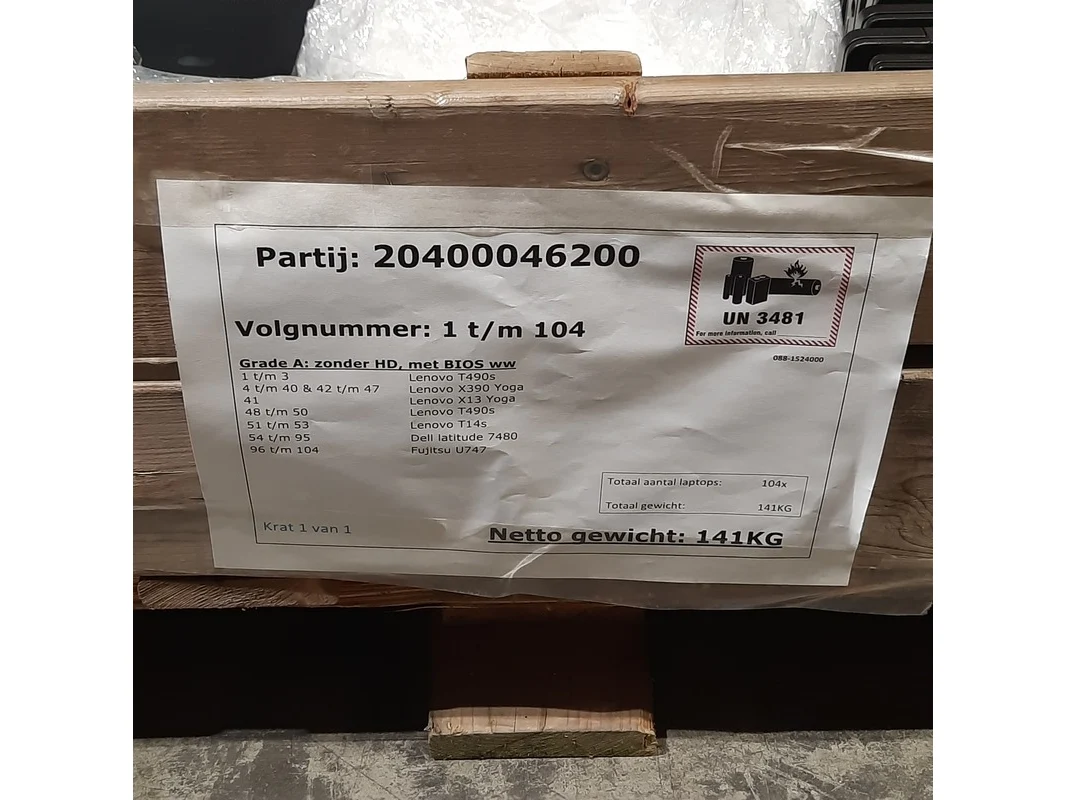 Partij: 20400046200
UN 3481
For more information, call
Volgnummer: 1 t/m 104
088-1524000
Grade A: zonder HD, met BIOS ww
1 t/m 3 Lenovo T490s
4 t/m 40 & 42 t/m 47 Lenovo X390 Yoga
41 Lenovo X13 Yoga
48 t/m 50 Lenovo T490s
51 t/m 53 Lenovo T14s
54 t/m 95 Dell latitude 7480
96 t/m 104 Fujitsu U747
Totaal aantal laptops: 104x
Totaal gewicht: 141KG
Krat 1 van 1
Netto gewicht: 141KG